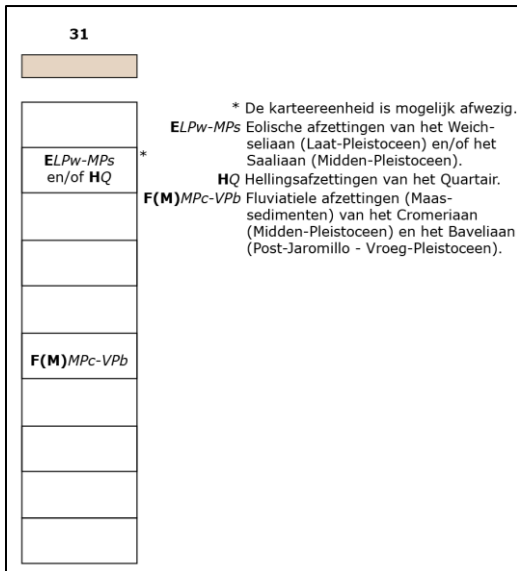 31
* De karteereenheid is mogelijk afwezig.
ELPw-MPs Eolische afzettingen van het Weich-
seliaan (Laat-Pleistoceen) en/of het
Saaliaan (Midden-Pleistoceen).
HQ Hellingsafzettingen van het Quartair.
F(M)MPc-VPb Fluviatiele afzettingen (Maas-
sedimenten) van het Cromeriaan
(Midden-Pleistoceen) en het Baveliaan
(Post-Jaromillo - Vroeg-Pleistoceen).
ELPw-MPs *
en/of HQ
F(M)MPc-VPb